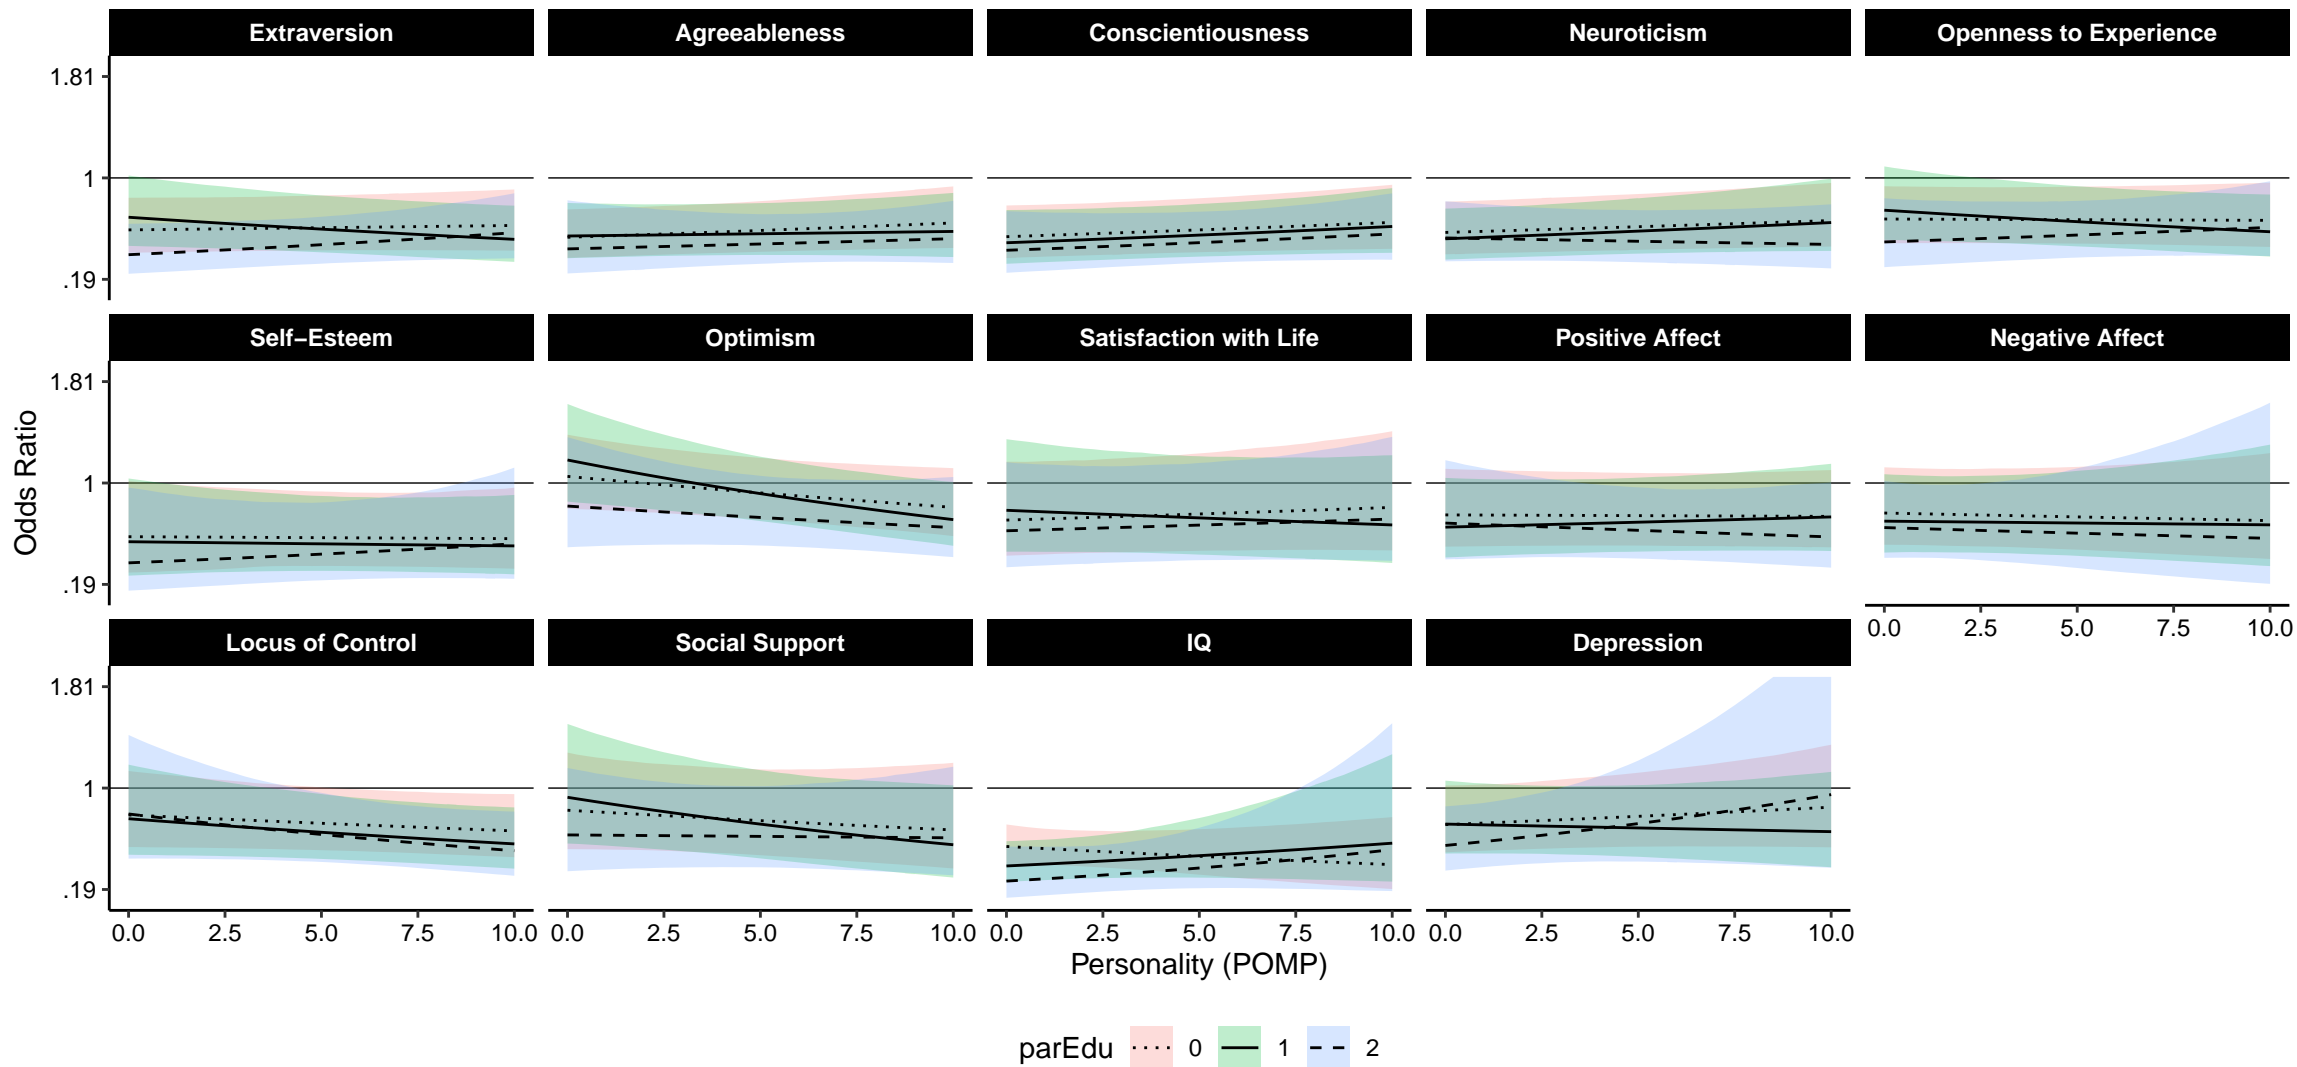 Extraversion Agreeableness Conscientiousness Neuroticism Openness to Experience
1.81
1
.19
Self−Esteem Optimism Satisfaction with Life Positive Affect Negative Affect
1.81
1
.19
0.0 2.5 5.0 7.5 10.0
Locus of Control Social Support IQ Depression
1.81
1
.19
0.0 2.5 5.0 7.5 10.0 0.0 2.5 5.0 7.5 10.0 0.0 2.5 5.0 7.5 10.0 0.0 2.5 5.0 7.5 10.0
Odds Ratio
Personality (POMP)
parEdu 0 1 2